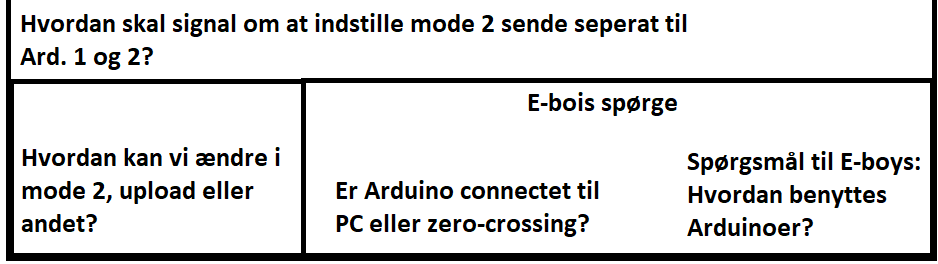 Hvordan skal signal om at indstille mode 2 sende seperat til
Ard. 1 og 2?
Hvordan kan vi ændre i
mode 2, upload eller
andet?
E-bois spørge
Er Arduino connectet til
PC eller zero-crossing?
Spørgsmål til E-boys:
Hvordan benyttes
Arduinoer?